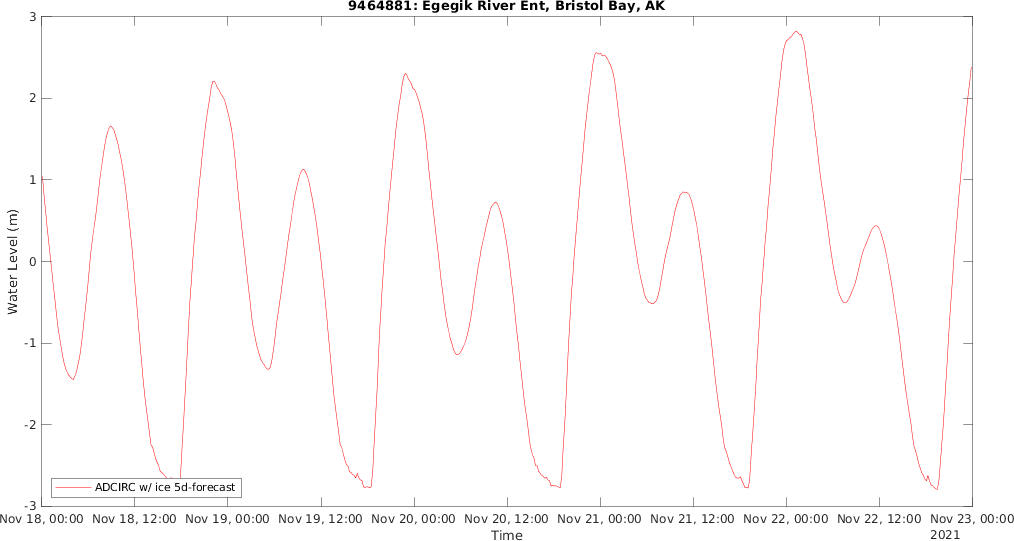 9464881: Egegik River Ent, Bristol Bay, AK
3
2
1
0
-1
-2
-3
Water Level (m)
ADCIRC w/ ice 5d-forecast
Nov 18, 00:00 Nov 18, 12:00 Nov 19, 00:00 Nov 19, 12:00 Nov 20, 00:00 Nov 20, 12:00 Nov 21, 00:00 Nov 21, 12:00 Nov 22, 00:00 Nov 22, 12:00 Nov 23, 00:00
Time
2021